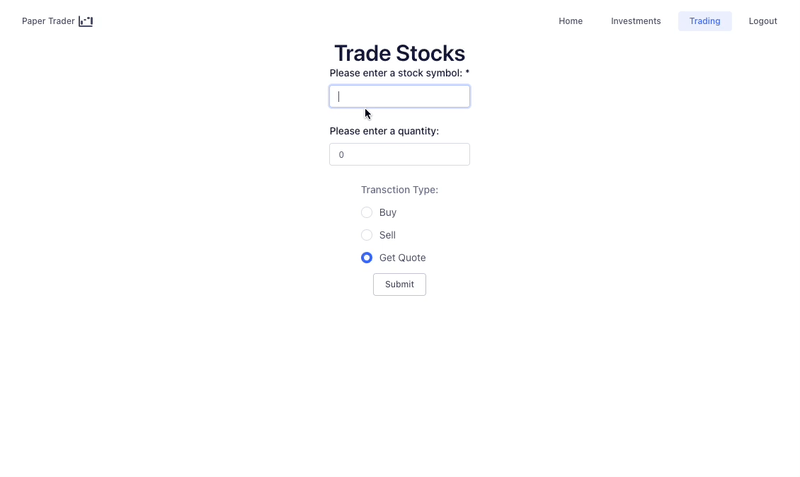 Paper Trader
Home Investments Trading Logout
Trade Stocks
Please enter a stock symbol: *
Please enter a quantity:
0
Transction Type:
Buy
Sell
Get Quote
Submit